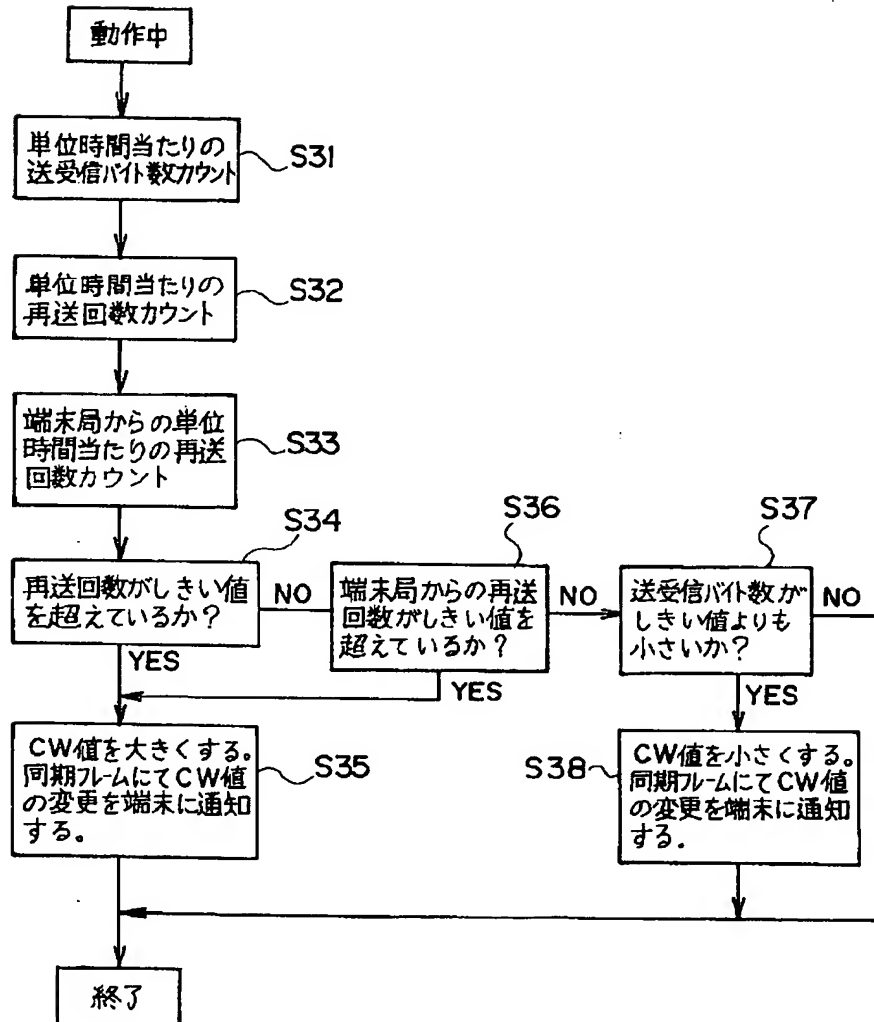 動作中
単位時間当たりの
送受信バイト数カウント
S31
単位時間当たりの
再送回数カウント
S32
端末局からの単位
時間当たりの再送
回数カウント
S33
S34
再送回数がしきい値
を超えているか?
NO
YES
S36
端末局からの再送
回数がしきい値を
超えているか?
NO
YES
S37
送受信バイト数が
しきい値よりも
小さいか?
NO
YES
CW値を大きくする。
同期フレームにてCW値
の変更を端末に通知
する。
S35
S38
CW値を小さくする。
同期フレームにてCW値
の変更を端末に通知
する.
終了